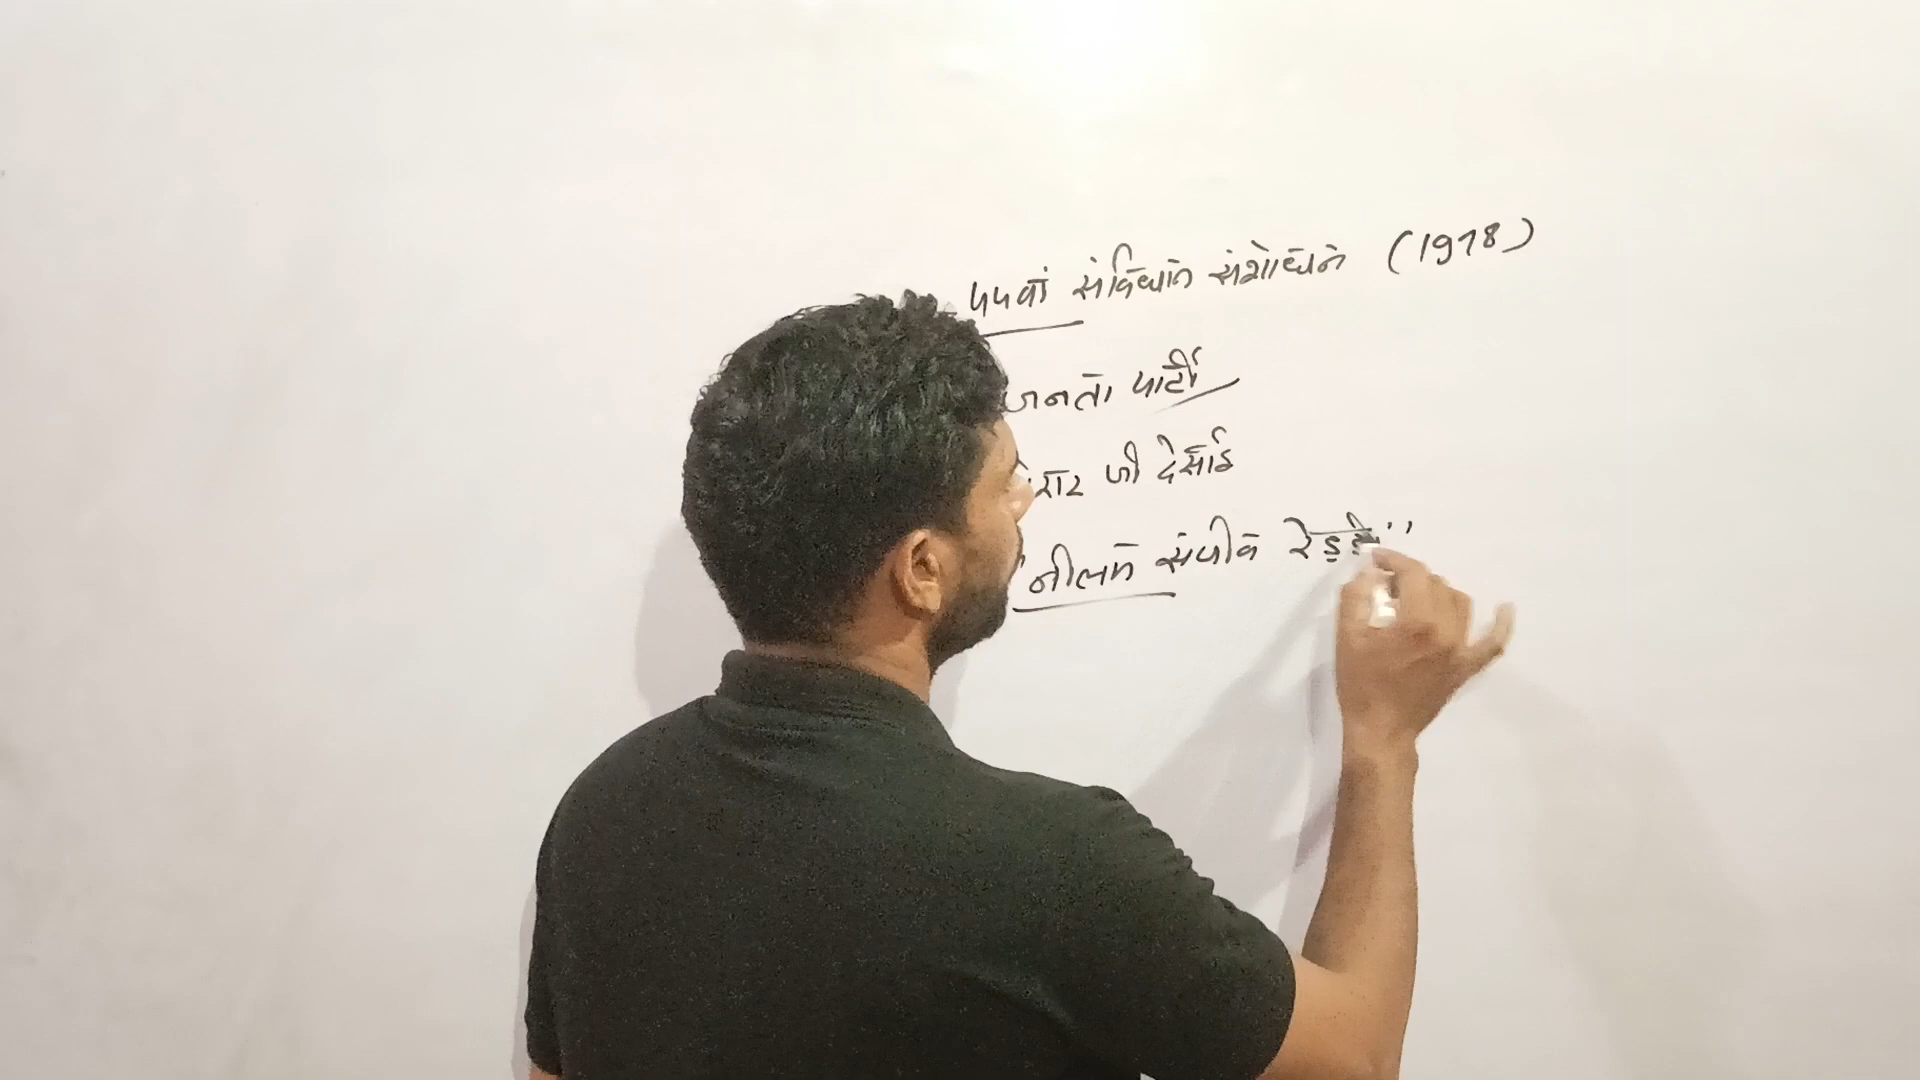 44वां संविधान संशोधन (1978)
जनता पार्टी
जी देसाई
"नीलम संजीव रेड्डी"